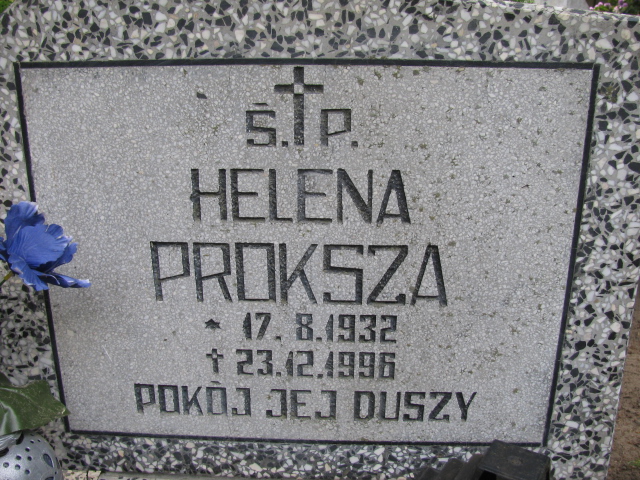 Ś. P.
HELENA
PROKSZA
* 17. 8.1932
† 23.12.1996
POKÓJ JEJ DUSZY